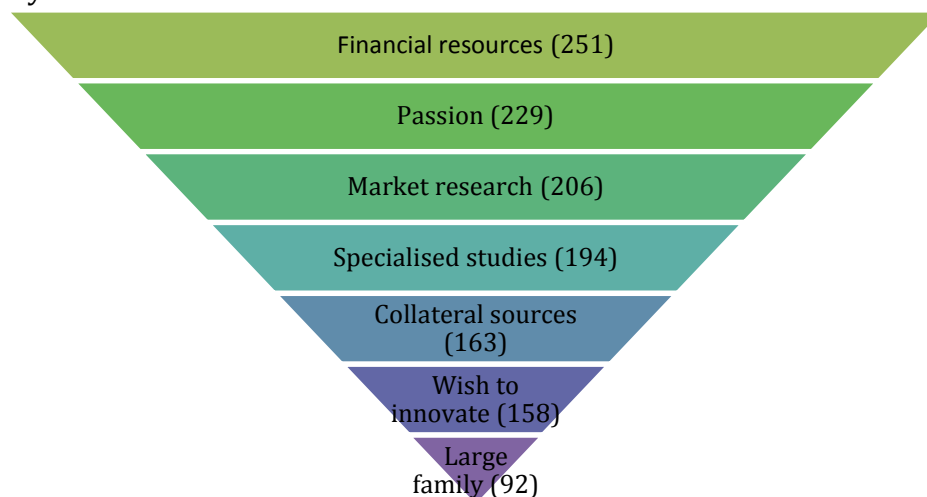 Financial resources (251)
Passion (229)
Market research (206)
Specialised studies (194)
Collateral sources
(163)
Wish to
innovate (158)
Large
family (92)